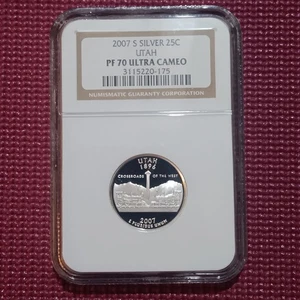 2007 S SILVER 25C
UTAH
PF 70 ULTRA CAMEO
3115220-175
NUMISMATIC GUARANTY CORPORATION
UTAH
1896
CROSSROADS OF THE WEST
2007
E PLURIBUS UNUM